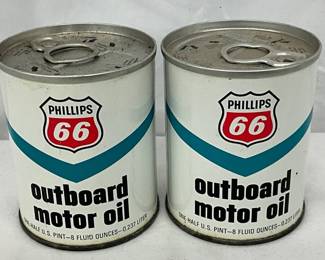 PHILLIPS
66
outboard
motor oil
ONE HALF U.S. PINT–8 FLUID OUNCES–0.237 LITER
PHILLIPS
66
outboard
motor oil
ONE HALF U.S. PINT–8 FLUID OUNCES–0.237 LITER